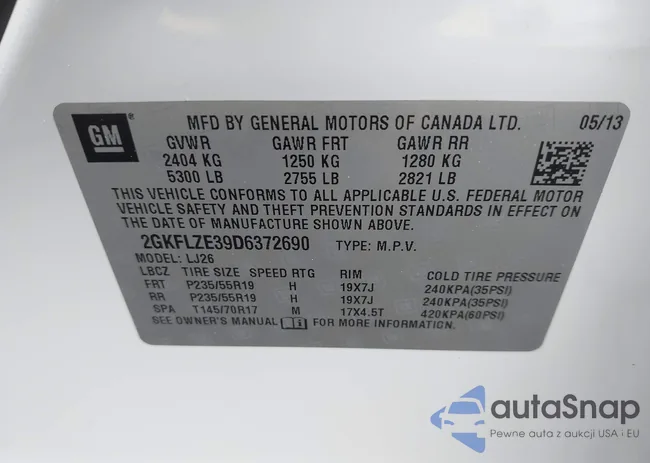 GM
MFD BY GENERAL MOTORS OF CANADA LTD. 05/13
GVWR GAWR FRT GAWR RR
2404 KG 1250 KG 1280 KG
5300 LB 2755 LB 2821 LB
THIS VEHICLE CONFORMS TO ALL APPLICABLE U.S. FEDERAL MOTOR
VEHICLE SAFETY AND THEFT PREVENTION STANDARDS IN EFFECT ON
THE DATE OF MANUFACTURE SHOWN ABOVE.
2GKFLZE39D6372690 TYPE: M.P.V.
MODEL: LJ26
LBCZ TIRE SIZE SPEED RTG RIM COLD TIRE PRESSURE
FRT P235/55R19 H 19X7J 240KPA(35PSI)
RR P235/55R19 H 19X7J 240KPA(35PSI)
SPA T145/70R17 M 17X4.5T 420KPA(60PSI)
SEE OWNER'S MANUAL FOR MORE INFORMATION.
autaSnap
Pewne auta z aukcji USA i EU